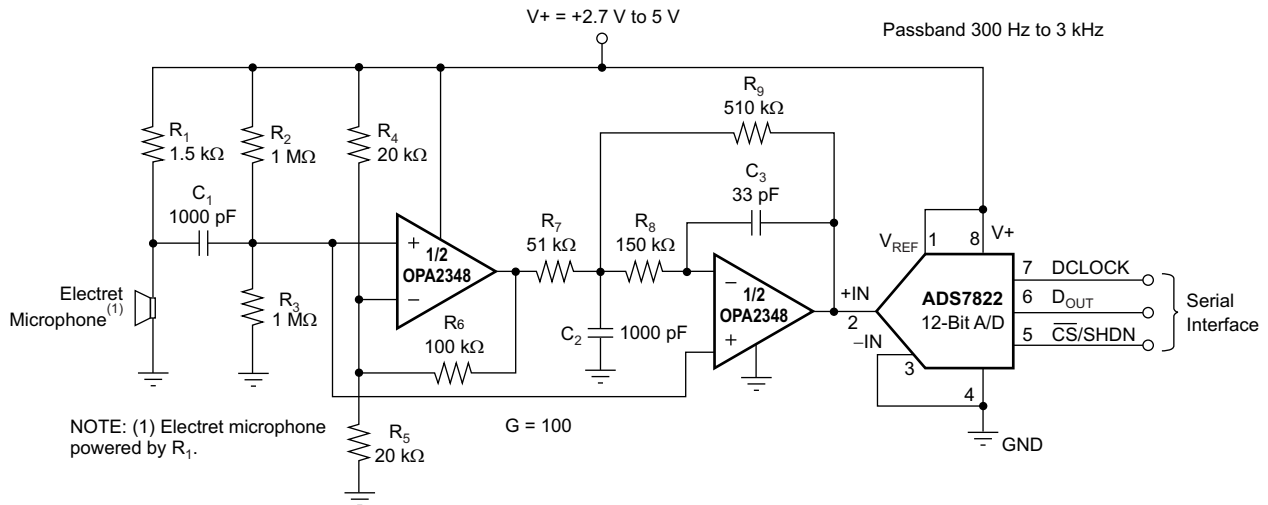 V+ = +2.7 V to 5 V
Passband 300 Hz to 3 kHz
R1
1.5 kΩ
R2
1 MΩ
R4
20 kΩ
R9
510 kΩ
C1
1000 pF
C3
33 pF
R7
51 kΩ
R8
150 kΩ
+
1/2
OPA2348
−
−
1/2
OPA2348
+
VREF
1
8
V+
7
DCLOCK
6
DOUT
5
CS/SHDN
Serial
Interface
+IN
2
−IN
3
4
ADS7822
12-Bit A/D
GND
Electret
Microphone(1)
R3
1 MΩ
R6
100 kΩ
C2
1000 pF
G = 100
R5
20 kΩ
NOTE: (1) Electret microphone
powered by R1.